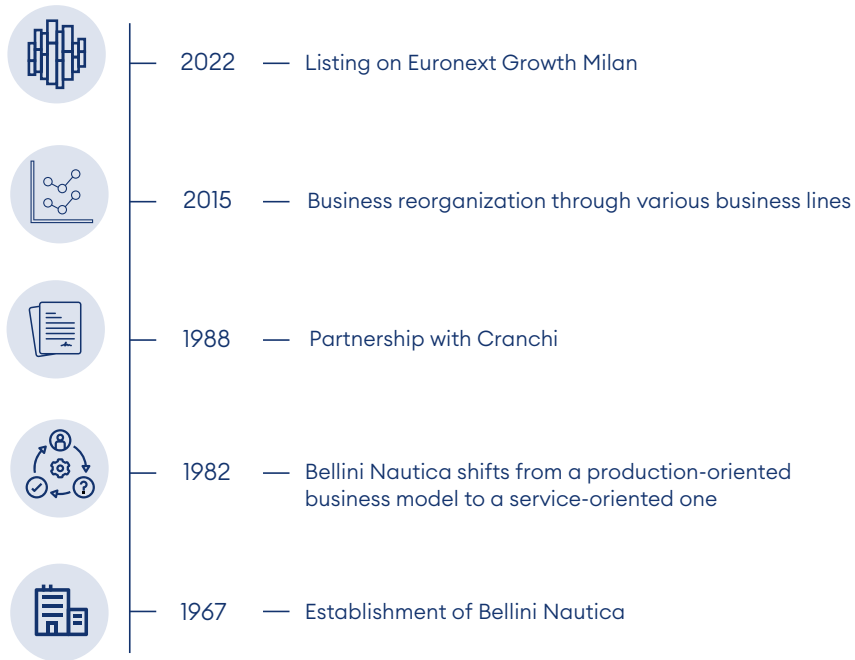 2022 — Listing on Euronext Growth Milan
2015 — Business reorganization through various business lines
1988 — Partnership with Cranchi
1982 — Bellini Nautica shifts from a production-oriented
business model to a service-oriented one
1967 — Establishment of Bellini Nautica